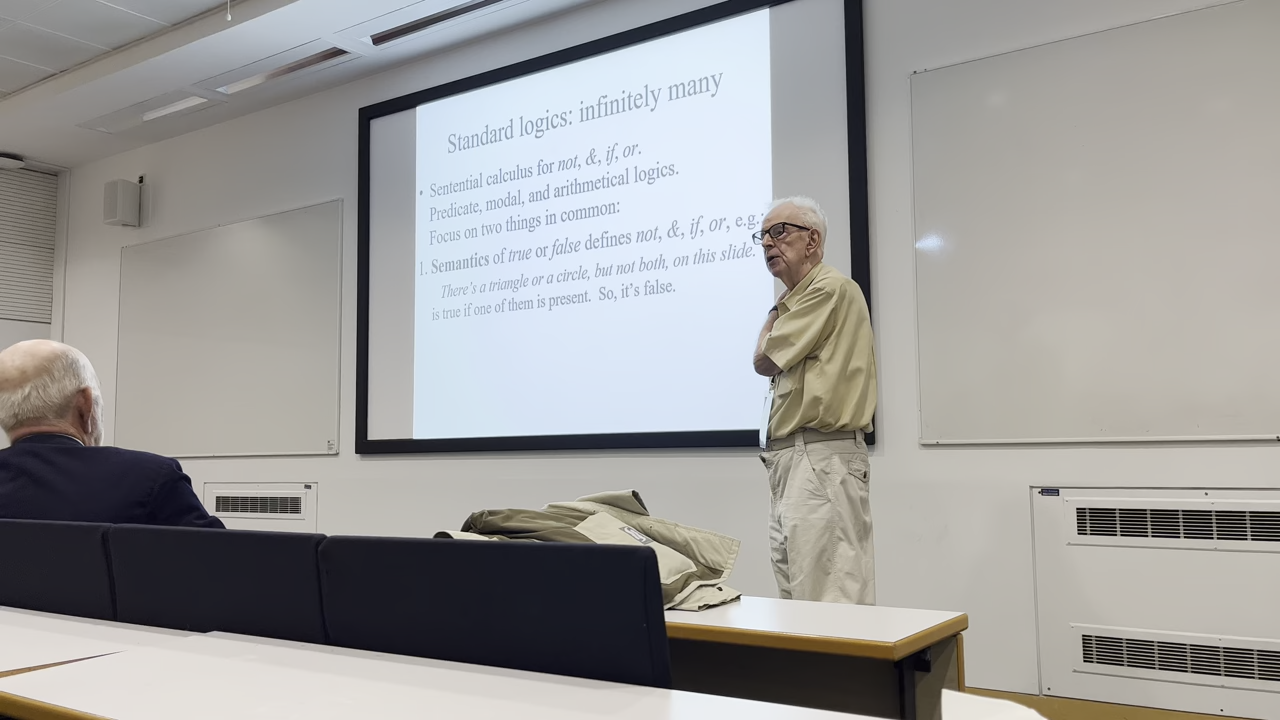 Standard logics: infinitely many
• Sentential calculus for not, &, if, or.
Predicate, modal, and arithmetical logics.
Focus on two things in common:
1. Semantics of true or false defines not, &, if, or, e.g.:
There's a triangle or a circle, but not both, on this slide.
is true if one of them is present. So, it's false.